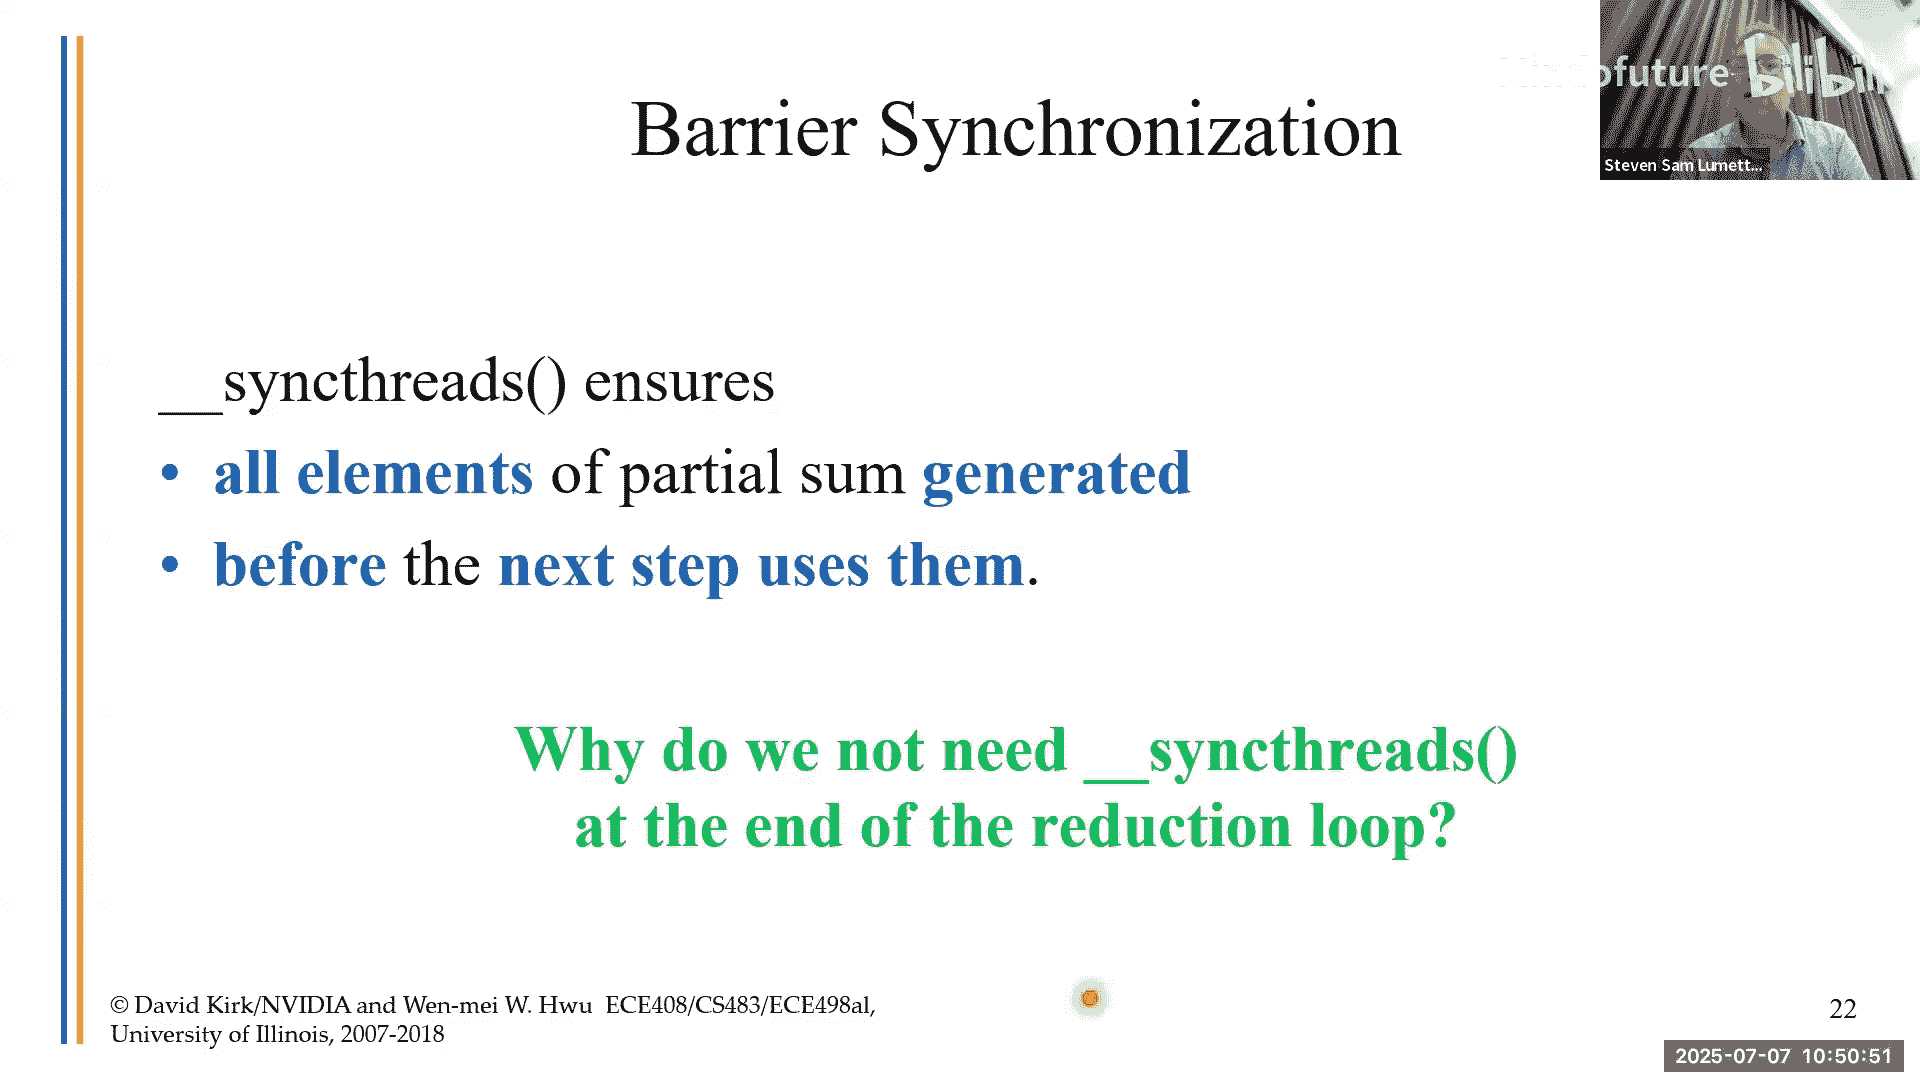 Barrier Synchronization
ofuture bilibili
Steven Sam Lumett...
__syncthreads() ensures
• all elements of partial sum generated
• before the next step uses them.
Why do we not need __syncthreads()
at the end of the reduction loop?
© David Kirk/NVIDIA and Wen-mei W. Hwu ECE408/CS483/ECE498al,
University of Illinois, 2007-2018
22
2025-07-07 10:50:51